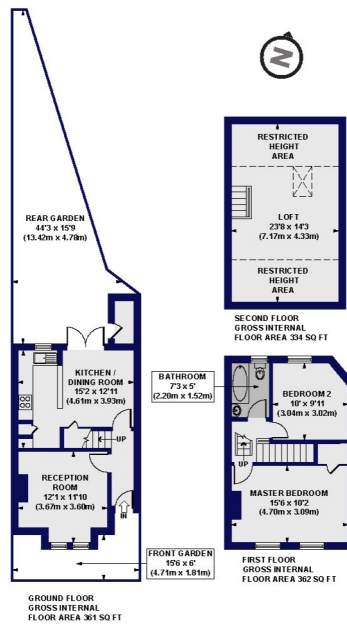 N
REAR GARDEN
44'3 x 15'9
(13.42m x 4.78m)
RESTRICTED
HEIGHT
AREA
LOFT
23'8 x 14'3
(7.17m x 4.33m)
RESTRICTED
HEIGHT
AREA
SECOND FLOOR
GROSS INTERNAL
FLOOR AREA 334 SQ FT
KITCHEN /
DINING ROOM
15'2 x 12'11
(4.61m x 3.93m)
UP
RECEPTION
ROOM
12'1 x 11'10
(3.67m x 3.60m)
IN
FRONT GARDEN
15'6 x 6'
(4.71m x 1.81m)
GROUND FLOOR
GROSS INTERNAL
FLOOR AREA 361 SQ FT
BATHROOM
7'3 x 5'
(2.20m x 1.52m)
BEDROOM 2
10' x 9'11
(3.04m x 3.02m)
UP
MASTER BEDROOM
15'6 x 10'2
(4.70m x 3.09m)
FIRST FLOOR
GROSS INTERNAL
FLOOR AREA 362 SQ FT